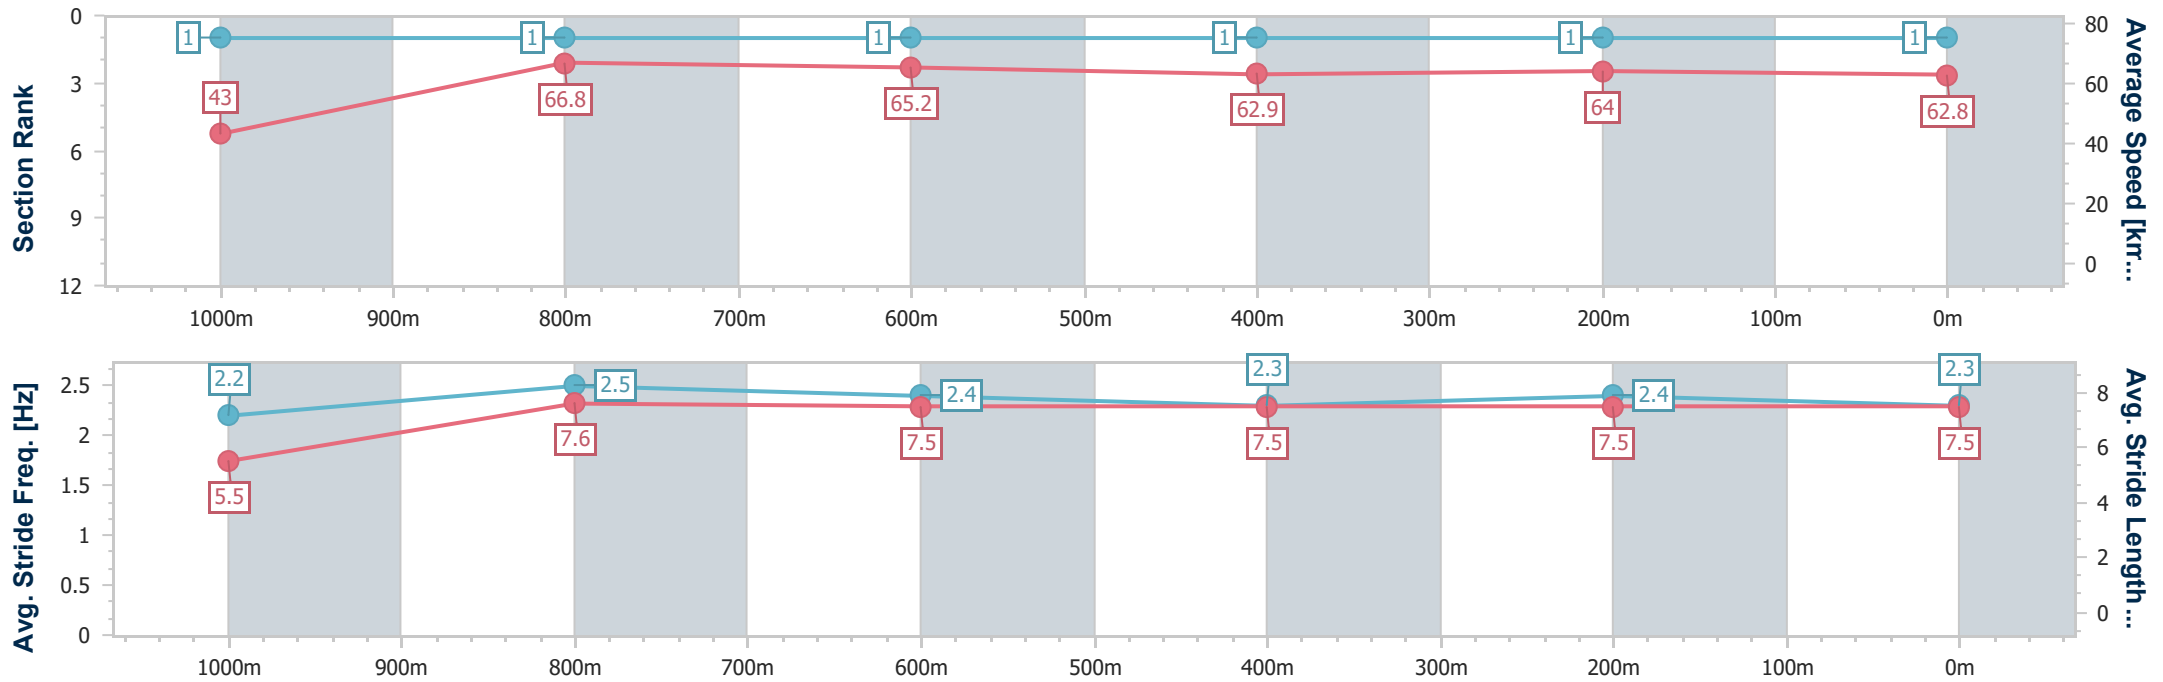 Section Rank
0
3
6
9
12
1
1
1
1
1
1
43
66.8
65.2
62.9
64
62.8
80
60
40
20
0
Average Speed [km...
1000m
900m
800m
700m
600m
500m
400m
300m
200m
100m
0m
Avg. Stride Freq. [Hz]
2.5
2
1.5
1
0.5
0
2.2
2.5
2.4
2.3
2.4
2.3
5.5
7.6
7.5
7.5
7.5
7.5
8
6
4
2
0
Avg. Stride Length ...
1000m
900m
800m
700m
600m
500m
400m
300m
200m
100m
0m